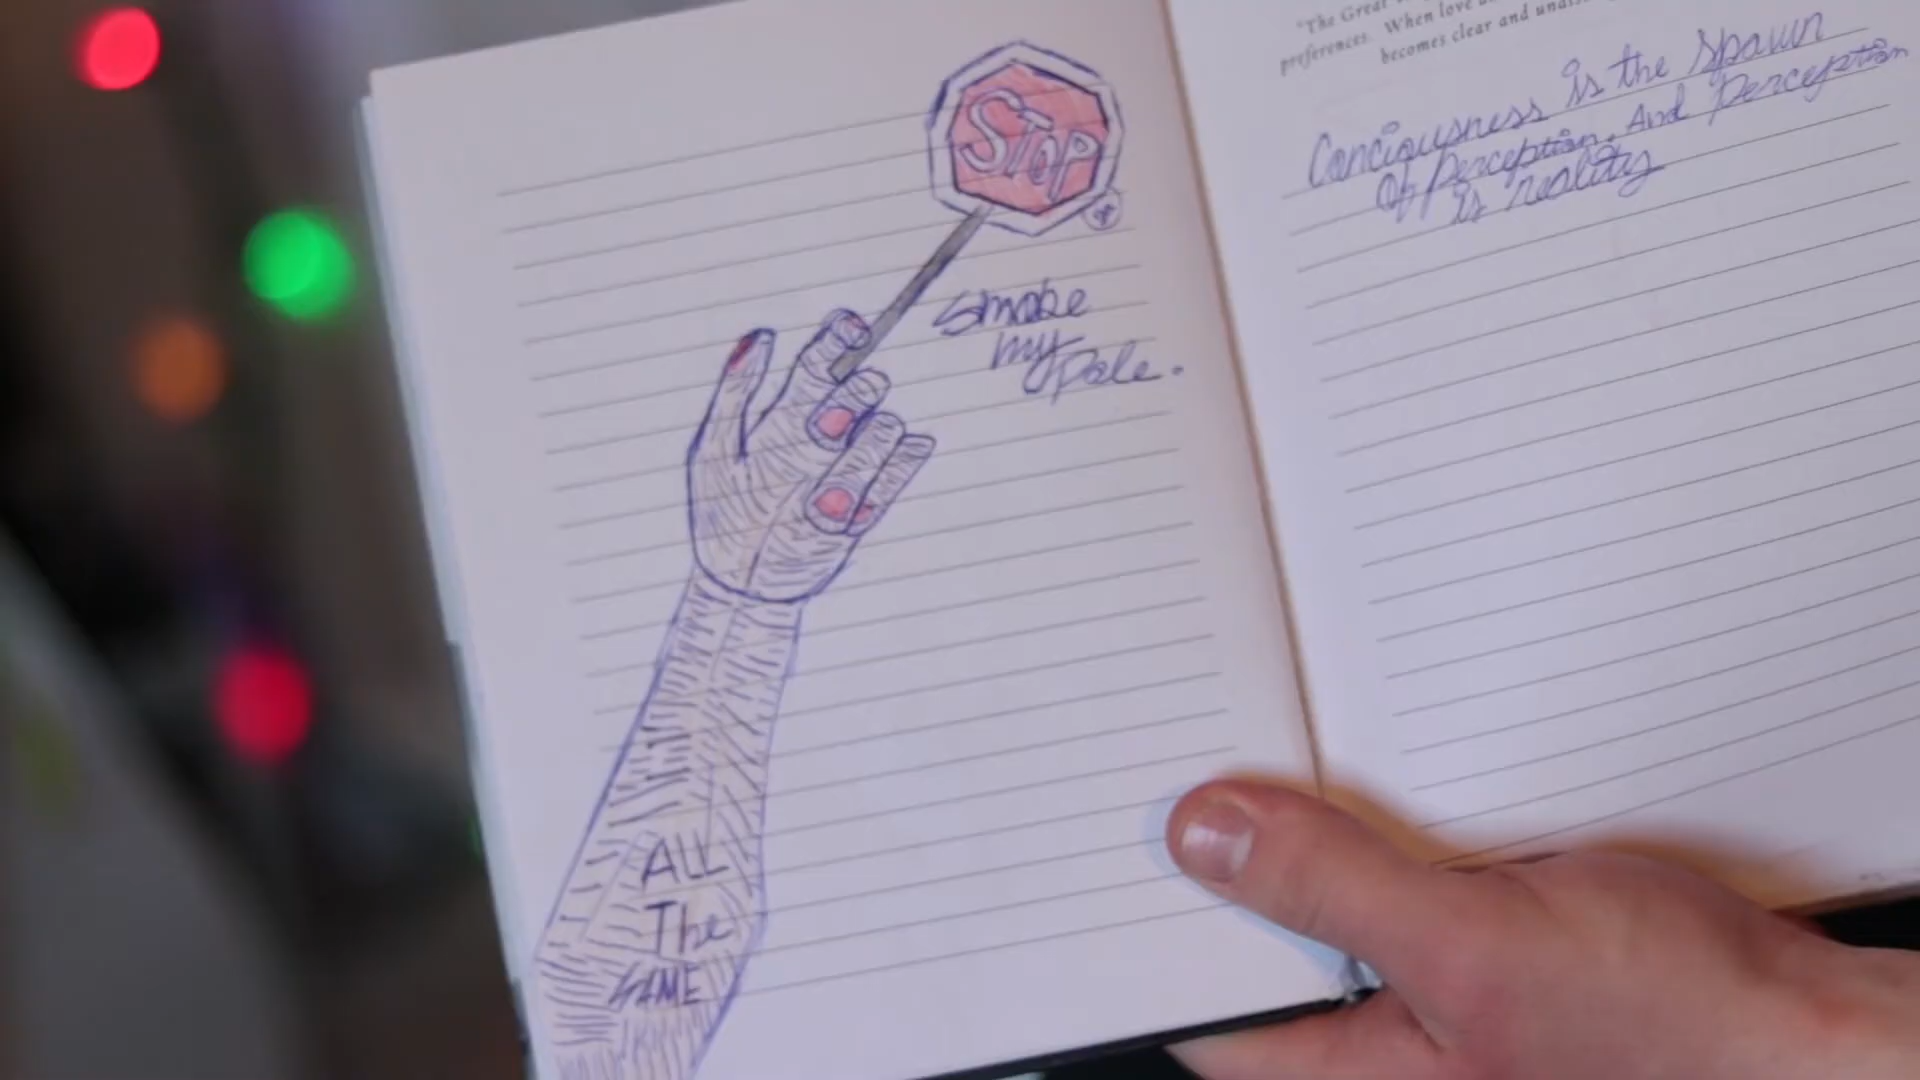 STOP
Smoke
my
Pole.
ALL
The
SAME
"The Great
preferences. When love
becomes clear and
Conciousness is the Spawn
Of perception. And Perception
is reality